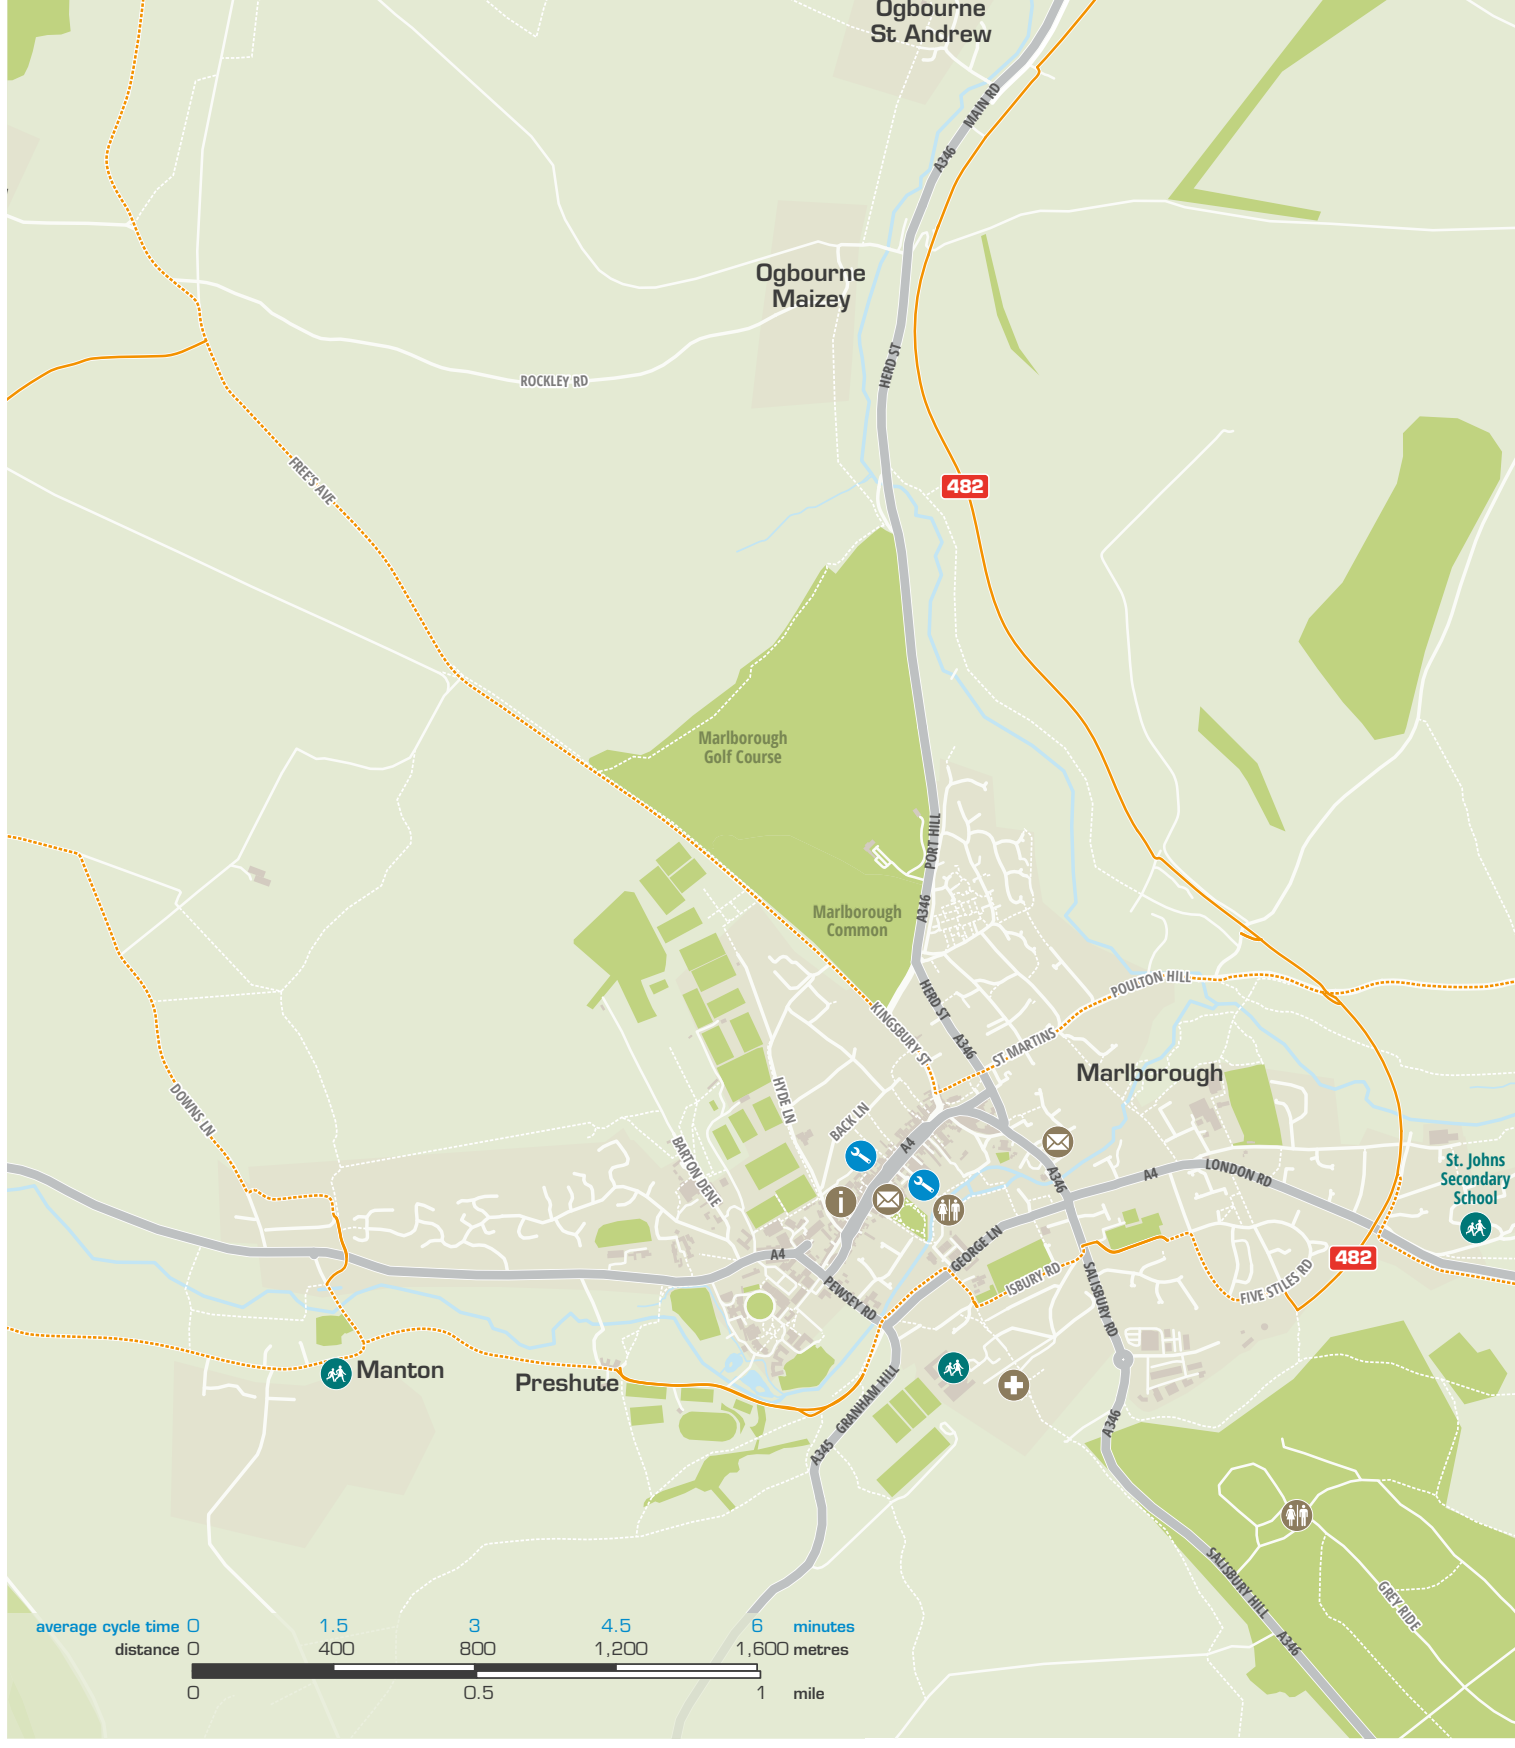 Ogbourne
St Andrew
MAIN RD
A346
Ogbourne
Maizey
HERD ST
ROCKLEY RD
FREE'S AVE
482
Marlborough
Golf Course
PORT HILL
A346
Marlborough
Common
HERD ST
A346
KINGSBURY ST
ST. MARTINS
POULTON HILL
Marlborough
DOWNS LN
HYDE LN
BACK LN
BARTON DENE
A4
i
A346
A4
LONDON RD
St. Johns
Secondary
School
482
A4
PEWSEY RD
GEORGE LN
ISBURY RD
SALISBURY RD
FIVE STILES RD
Manton
Preshute
GRANHAM HILL
A345
A346
SALISBURY HILL
A346
GREY RIDE
average cycle time 0 1.5 3 4.5 6 minutes
distance 0 400 800 1,200 1,600 metres
0 0.5 1 mile